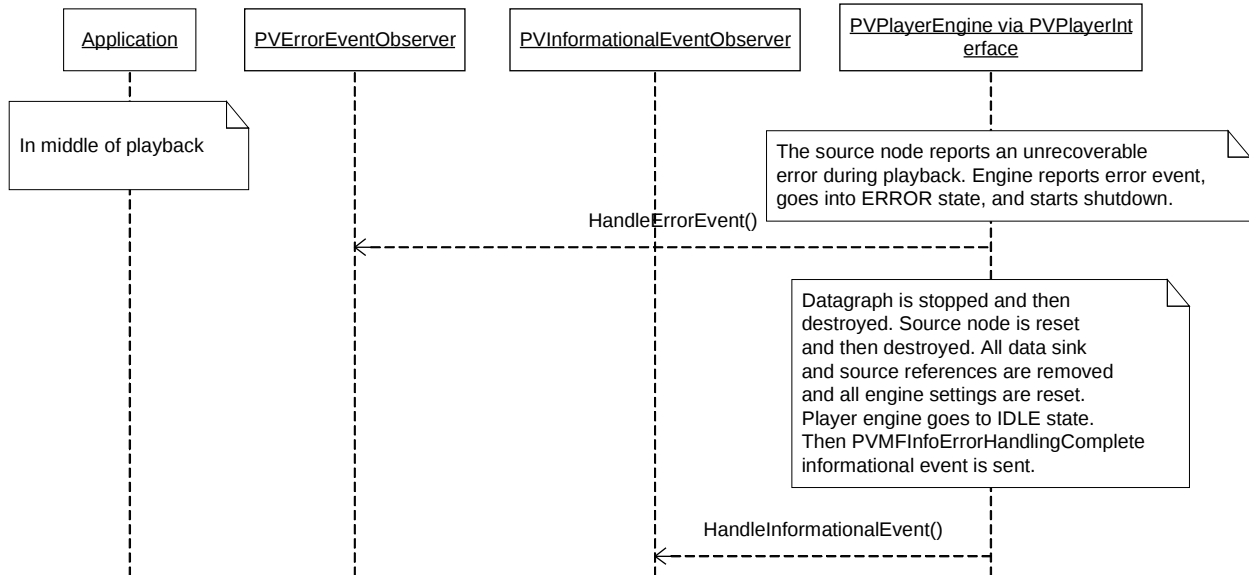 Application
PVErrorEventObserver
PVInformationalEventObserver
PVPlayerEngine via PVPlayerInt
erface
In middle of playback
The source node reports an unrecoverable
error during playback. Engine reports error event,
goes into ERROR state, and starts shutdown.
HandleErrorEvent()
Datagraph is stopped and then
destroyed. Source node is reset
and then destroyed. All data sink
and source references are removed
and all engine settings are reset.
Player engine goes to IDLE state.
Then PVMFInfoErrorHandlingComplete
informational event is sent.
HandleInformationalEvent()